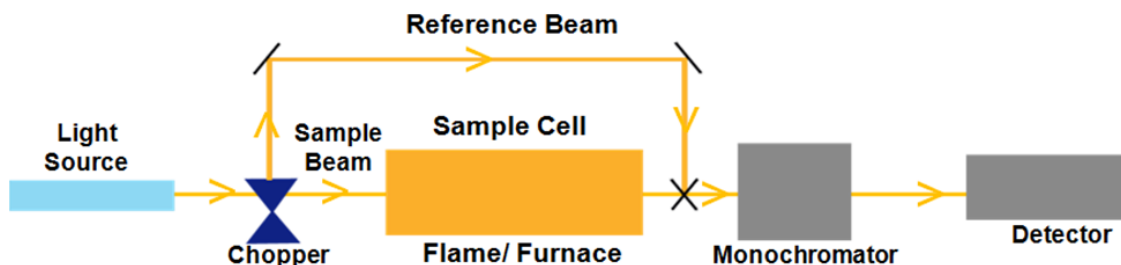 Reference Beam
Light
Source
Sample
Beam
Sample Cell
Chopper
Flame/ Furnace
Monochromator
Detector